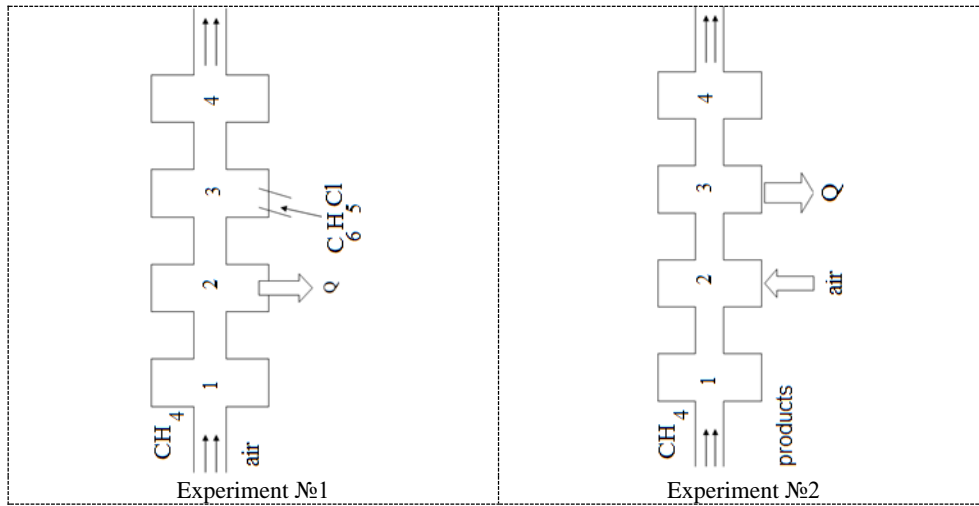 4
3
C6H5Cl
2
Q
1
CH4
air
Experiment №1
4
3
Q
2
air
1
CH4
products
Experiment №2